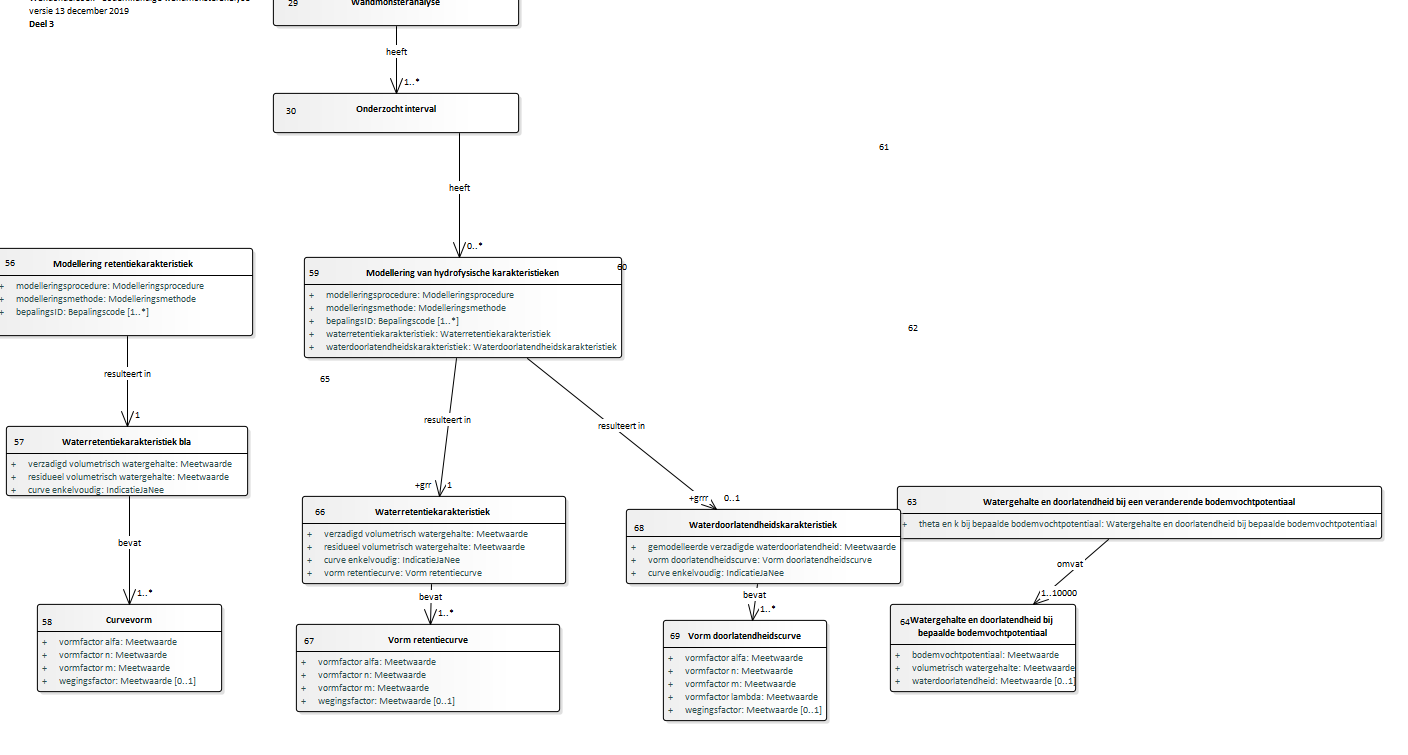 versie 13 december 2019
Deel 3
29
Wandmonsteranalyse
heeft
1..*
30
Onderzocht interval
61
heeft
0..*
56
Modellering retentiekarakteristiek
+ modelleringsprocedure: Modelleringsprocedure
+ modelleringsmethode: Modelleringsmethode
+ bepalingsID: Bepalingscode [1..*]
59
Modellering van hydrofysische karakteristieken
60
+ modelleringsprocedure: Modelleringsprocedure
+ modelleringsmethode: Modelleringsmethode
+ bepalingsID: Bepalingscode [1..*]
+ waterretentiekarakteristiek: Waterretentiekarakteristiek
+ waterdoorlatendheidskarakteristiek: Waterdoorlatendheidskarakteristiek
62
resulteert in
1
65
resulteert in
resulteert in
57
Waterretentiekarakteristiek bla
+ verzadigd volumetrisch watergehalte: Meetwaarde
+ residueel volumetrisch watergehalte: Meetwaarde
+ curve enkelvoudig: IndicatieJaNee
+grr
1
+grrr
0..1
66
Waterretentiekarakteristiek
+ verzadigd volumetrisch watergehalte: Meetwaarde
+ residueel volumetrisch watergehalte: Meetwaarde
+ curve enkelvoudig: IndicatieJaNee
+ vorm retentiecurve: Vorm retentiecurve
68
Waterdoorlatendheidskarakteristiek
+ gemodelleerde verzadigde waterdoorlatendheid: Meetwaarde
+ vorm doorlatendheidscurve: Vorm doorlatendheidscurve
+ curve enkelvoudig: IndicatieJaNee
63
Watergehalte en doorlatendheid bij een veranderende bodemvochtpotentiaal
+ theta en k bij bepaalde bodemvochtpotentiaal: Watergehalte en doorlatendheid bij bepaalde bodemvochtpotentiaal
bevat
1..*
bevat
1..*
bevat
1..*
omvat
1..10000
58
Curvevorm
+ vormfactor alfa: Meetwaarde
+ vormfactor n: Meetwaarde
+ vormfactor m: Meetwaarde
+ wegingsfactor: Meetwaarde [0..1]
67
Vorm retentiecurve
+ vormfactor alfa: Meetwaarde
+ vormfactor n: Meetwaarde
+ vormfactor m: Meetwaarde
+ wegingsfactor: Meetwaarde [0..1]
69
Vorm doorlatendheidscurve
+ vormfactor alfa: Meetwaarde
+ vormfactor n: Meetwaarde
+ vormfactor m: Meetwaarde
+ vormfactor lambda: Meetwaarde
+ wegingsfactor: Meetwaarde [0..1]
64
Watergehalte en doorlatendheid bij
bepaalde bodemvochtpotentiaal
+ bodemvochtpotentiaal: Meetwaarde
+ volumetrisch watergehalte: Meetwaarde
+ waterdoorlatendheid: Meetwaarde [0..1]